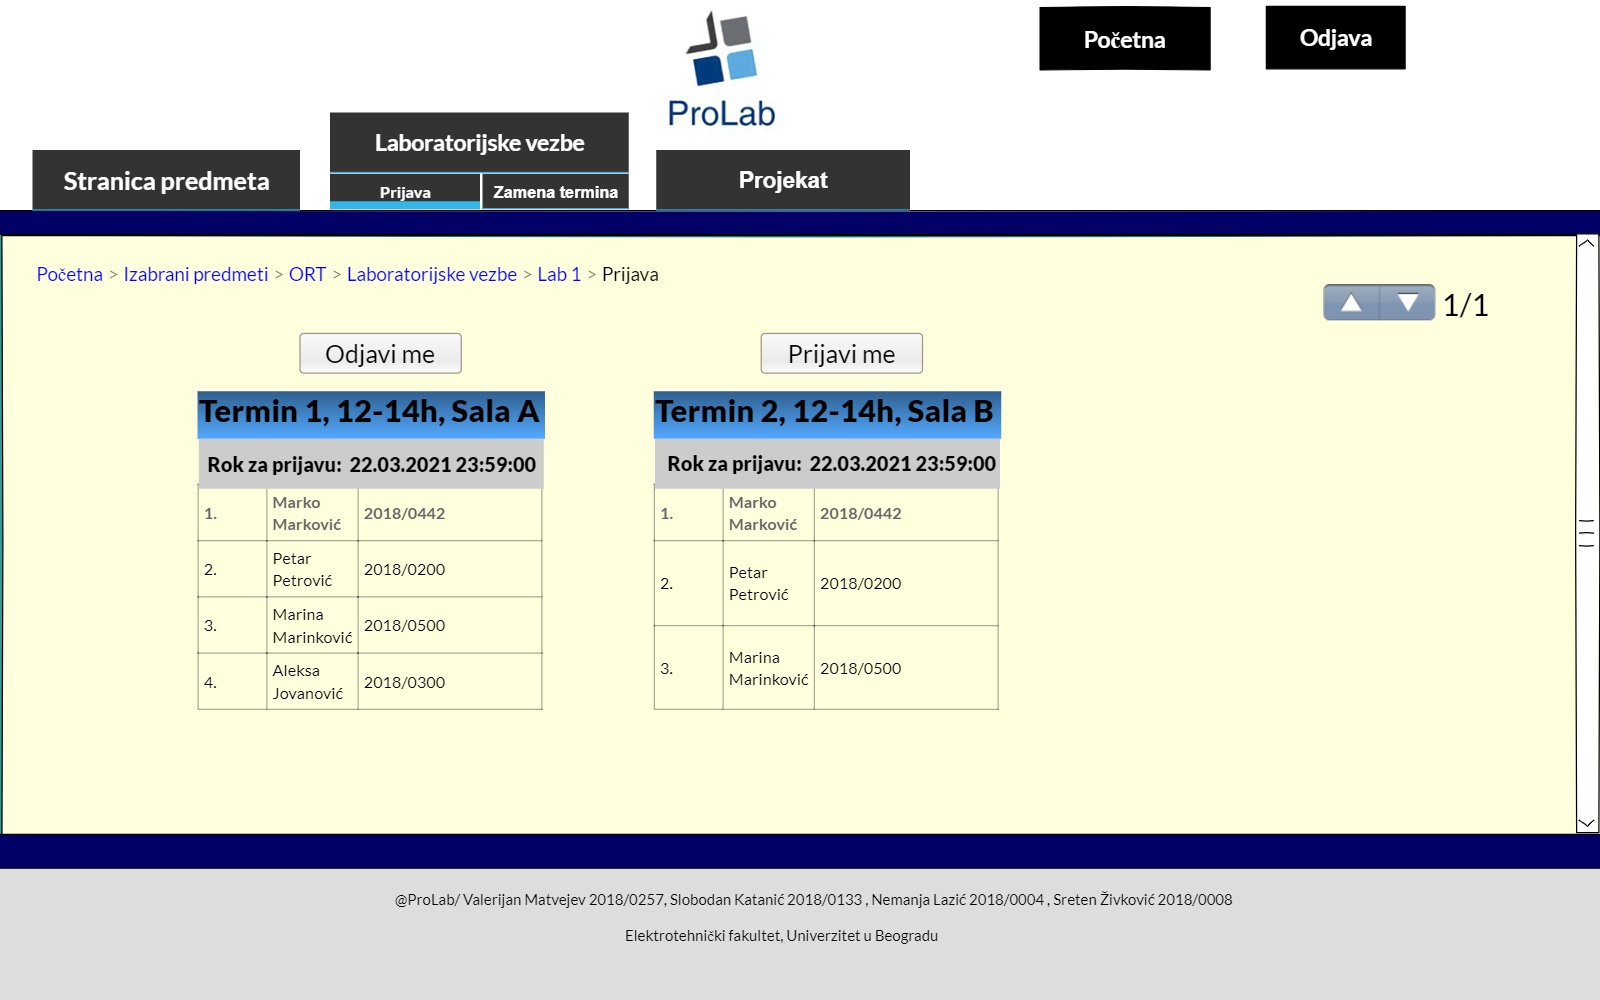 ProLab
Početna
Odjava
Stranica predmeta
Laboratorijske vezbe
Prijava
Zamena termina
Projekat
Početna > Izabrani predmeti > ORT > Laboratorijske vezbe > Lab 1 > Prijava
1/1
Odjavi me
Termin 1, 12-14h, Sala A
Rok za prijavu: 22.03.2021 23:59:00
1. Marko Marković 2018/0442
2. Petar Petrović 2018/0200
3. Marina Marinković 2018/0500
4. Aleksa Jovanović 2018/0300
Prijavi me
Termin 2, 12-14h, Sala B
Rok za prijavu: 22.03.2021 23:59:00
1. Marko Marković 2018/0442
2. Petar Petrović 2018/0200
3. Marina Marinković 2018/0500
@ProLab/ Valerijan Matvejev 2018/0257, Slobodan Katanić 2018/0133 , Nemanja Lazić 2018/0004 , Sreten Živković 2018/0008
Elektrotehnički fakultet, Univerzitet u Beogradu